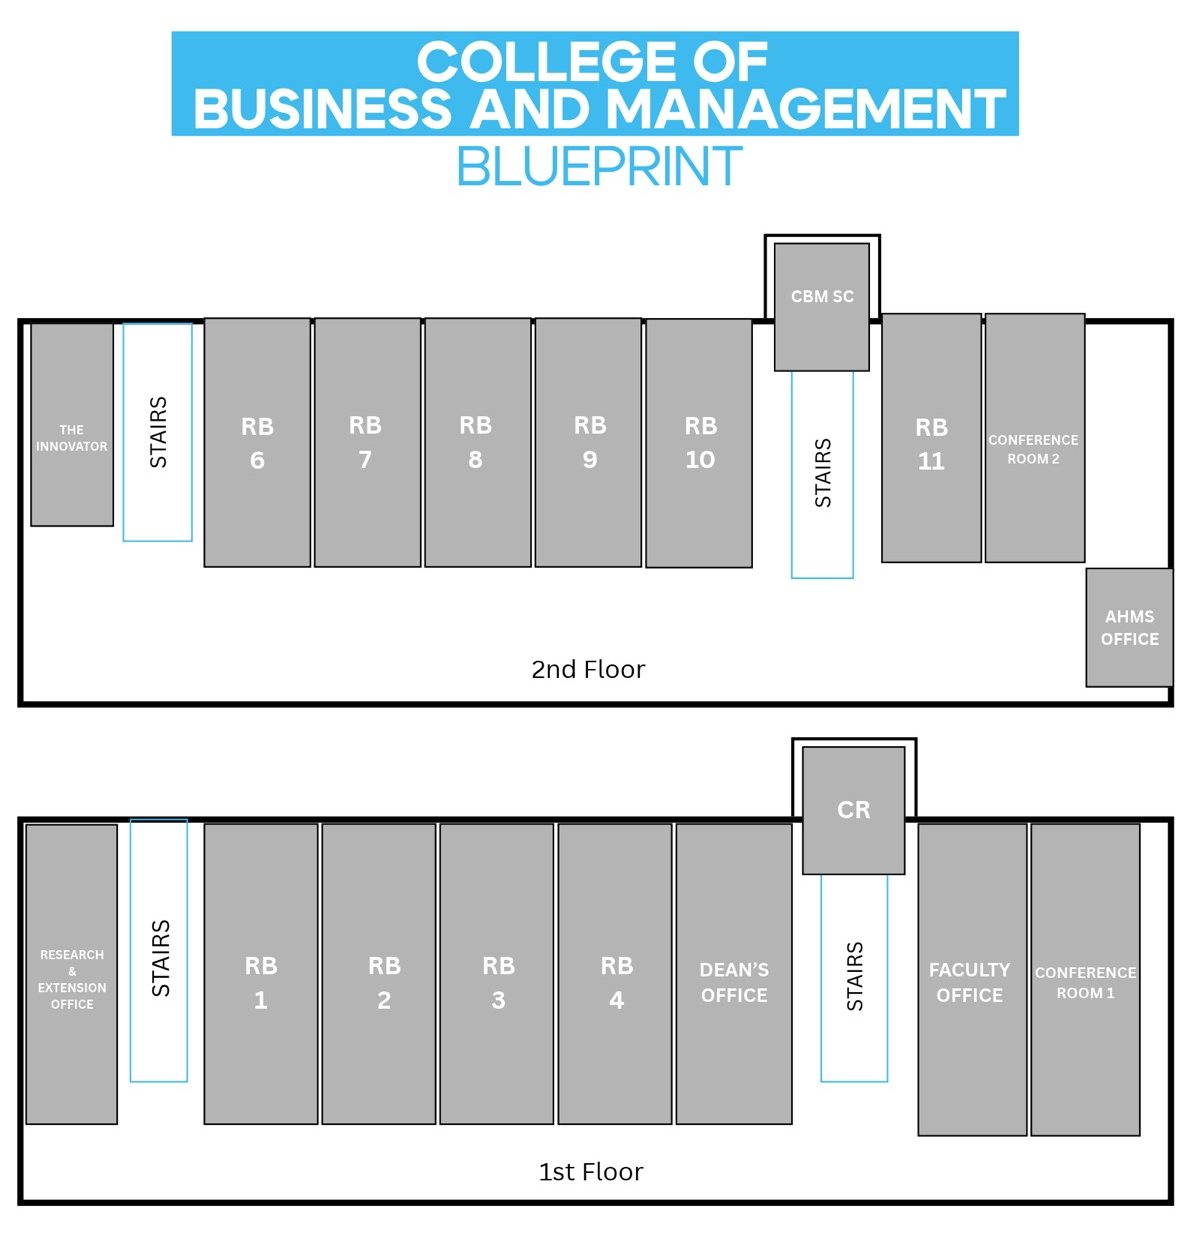 COLLEGE OF
BUSINESS AND MANAGEMENT
BLUEPRINT
CBM SC
THE
INNOVATOR
STAIRS
RB
6
RB
7
RB
8
RB
9
RB
10
STAIRS
RB
11
CONFERENCE
ROOM 2
AHMS
OFFICE
2nd Floor
CR
RESEARCH
&
EXTENSION
OFFICE
STAIRS
RB
1
RB
2
RB
3
RB
4
DEAN'S
OFFICE
STAIRS
FACULTY
OFFICE
CONFERENCE
ROOM 1
1st Floor